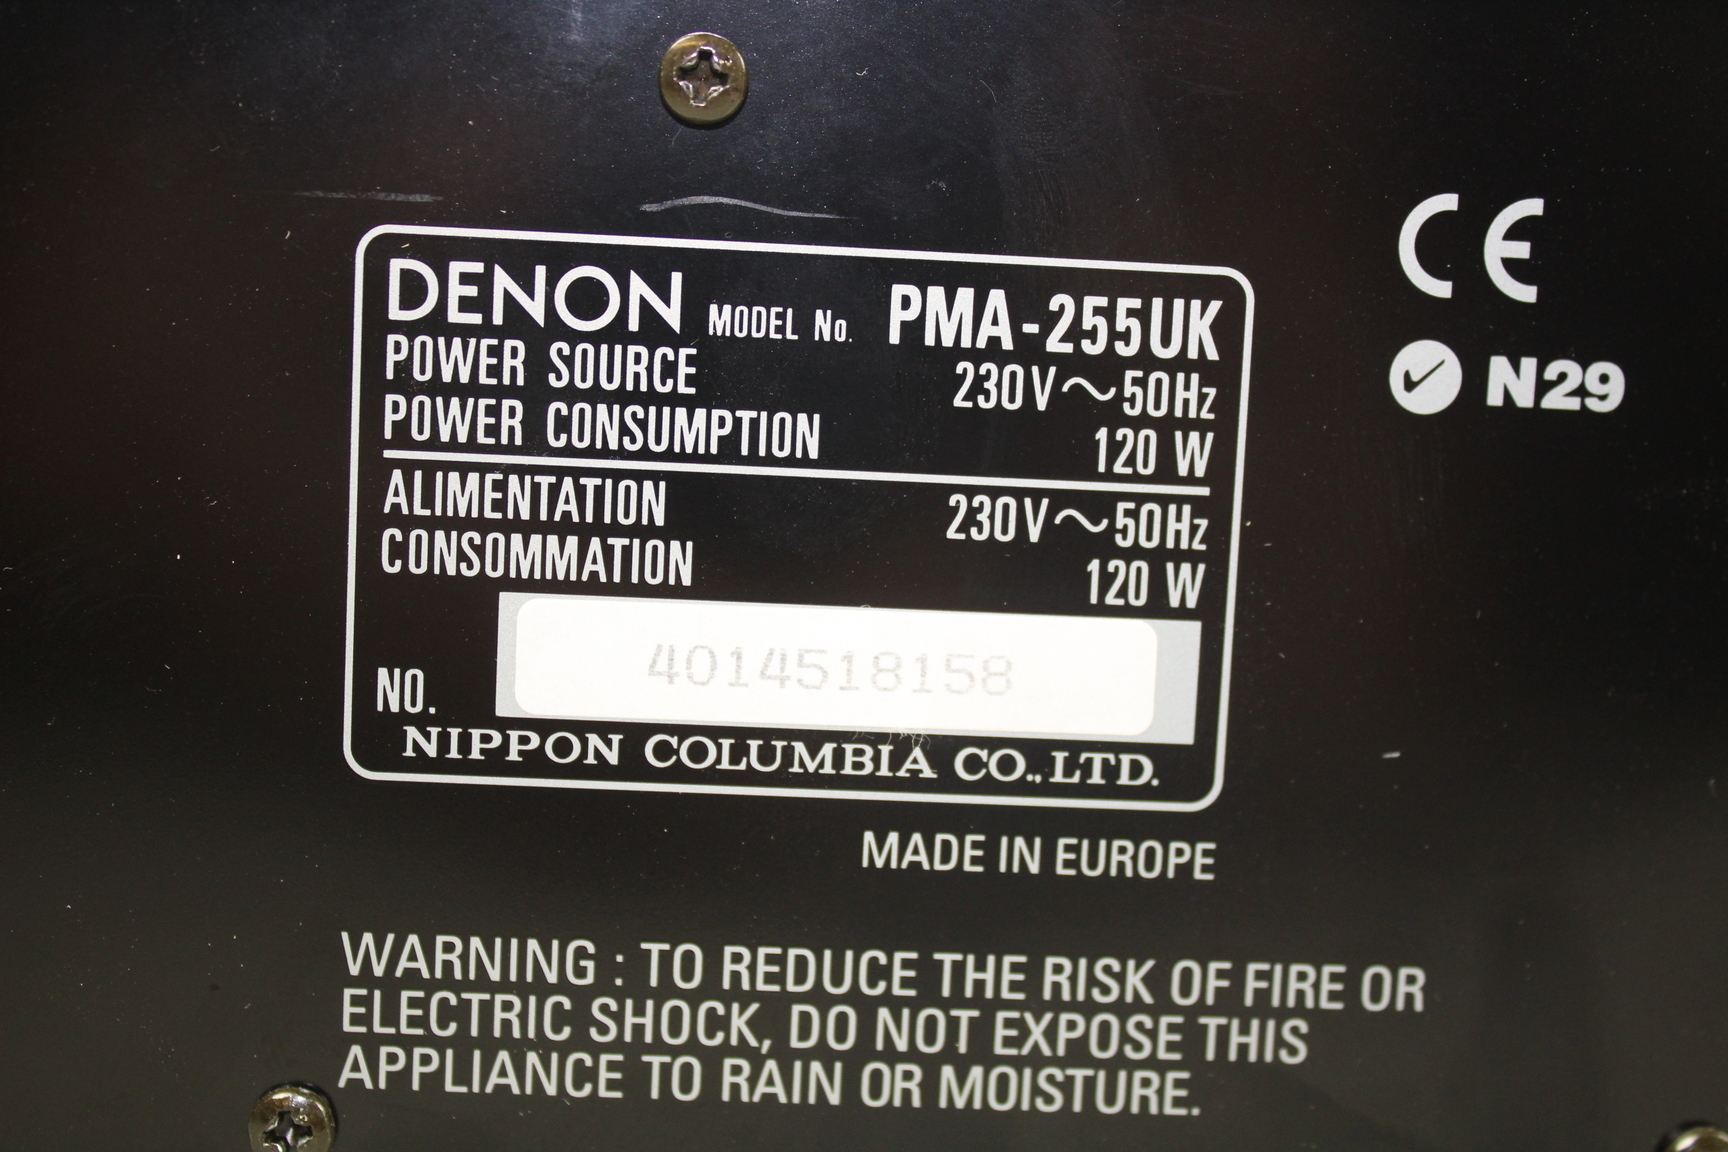 DENON MODEL No. PMA-255UK
POWER SOURCE 230V～50Hz
POWER CONSUMPTION 120 W
ALIMENTATION 230V～50Hz
CONSOMMATION 120 W
NO. 4014518158
NIPPON COLUMBIA CO., LTD.
CE
N29
MADE IN EUROPE
WARNING : TO REDUCE THE RISK OF FIRE OR
ELECTRIC SHOCK, DO NOT EXPOSE THIS
APPLIANCE TO RAIN OR MOISTURE.